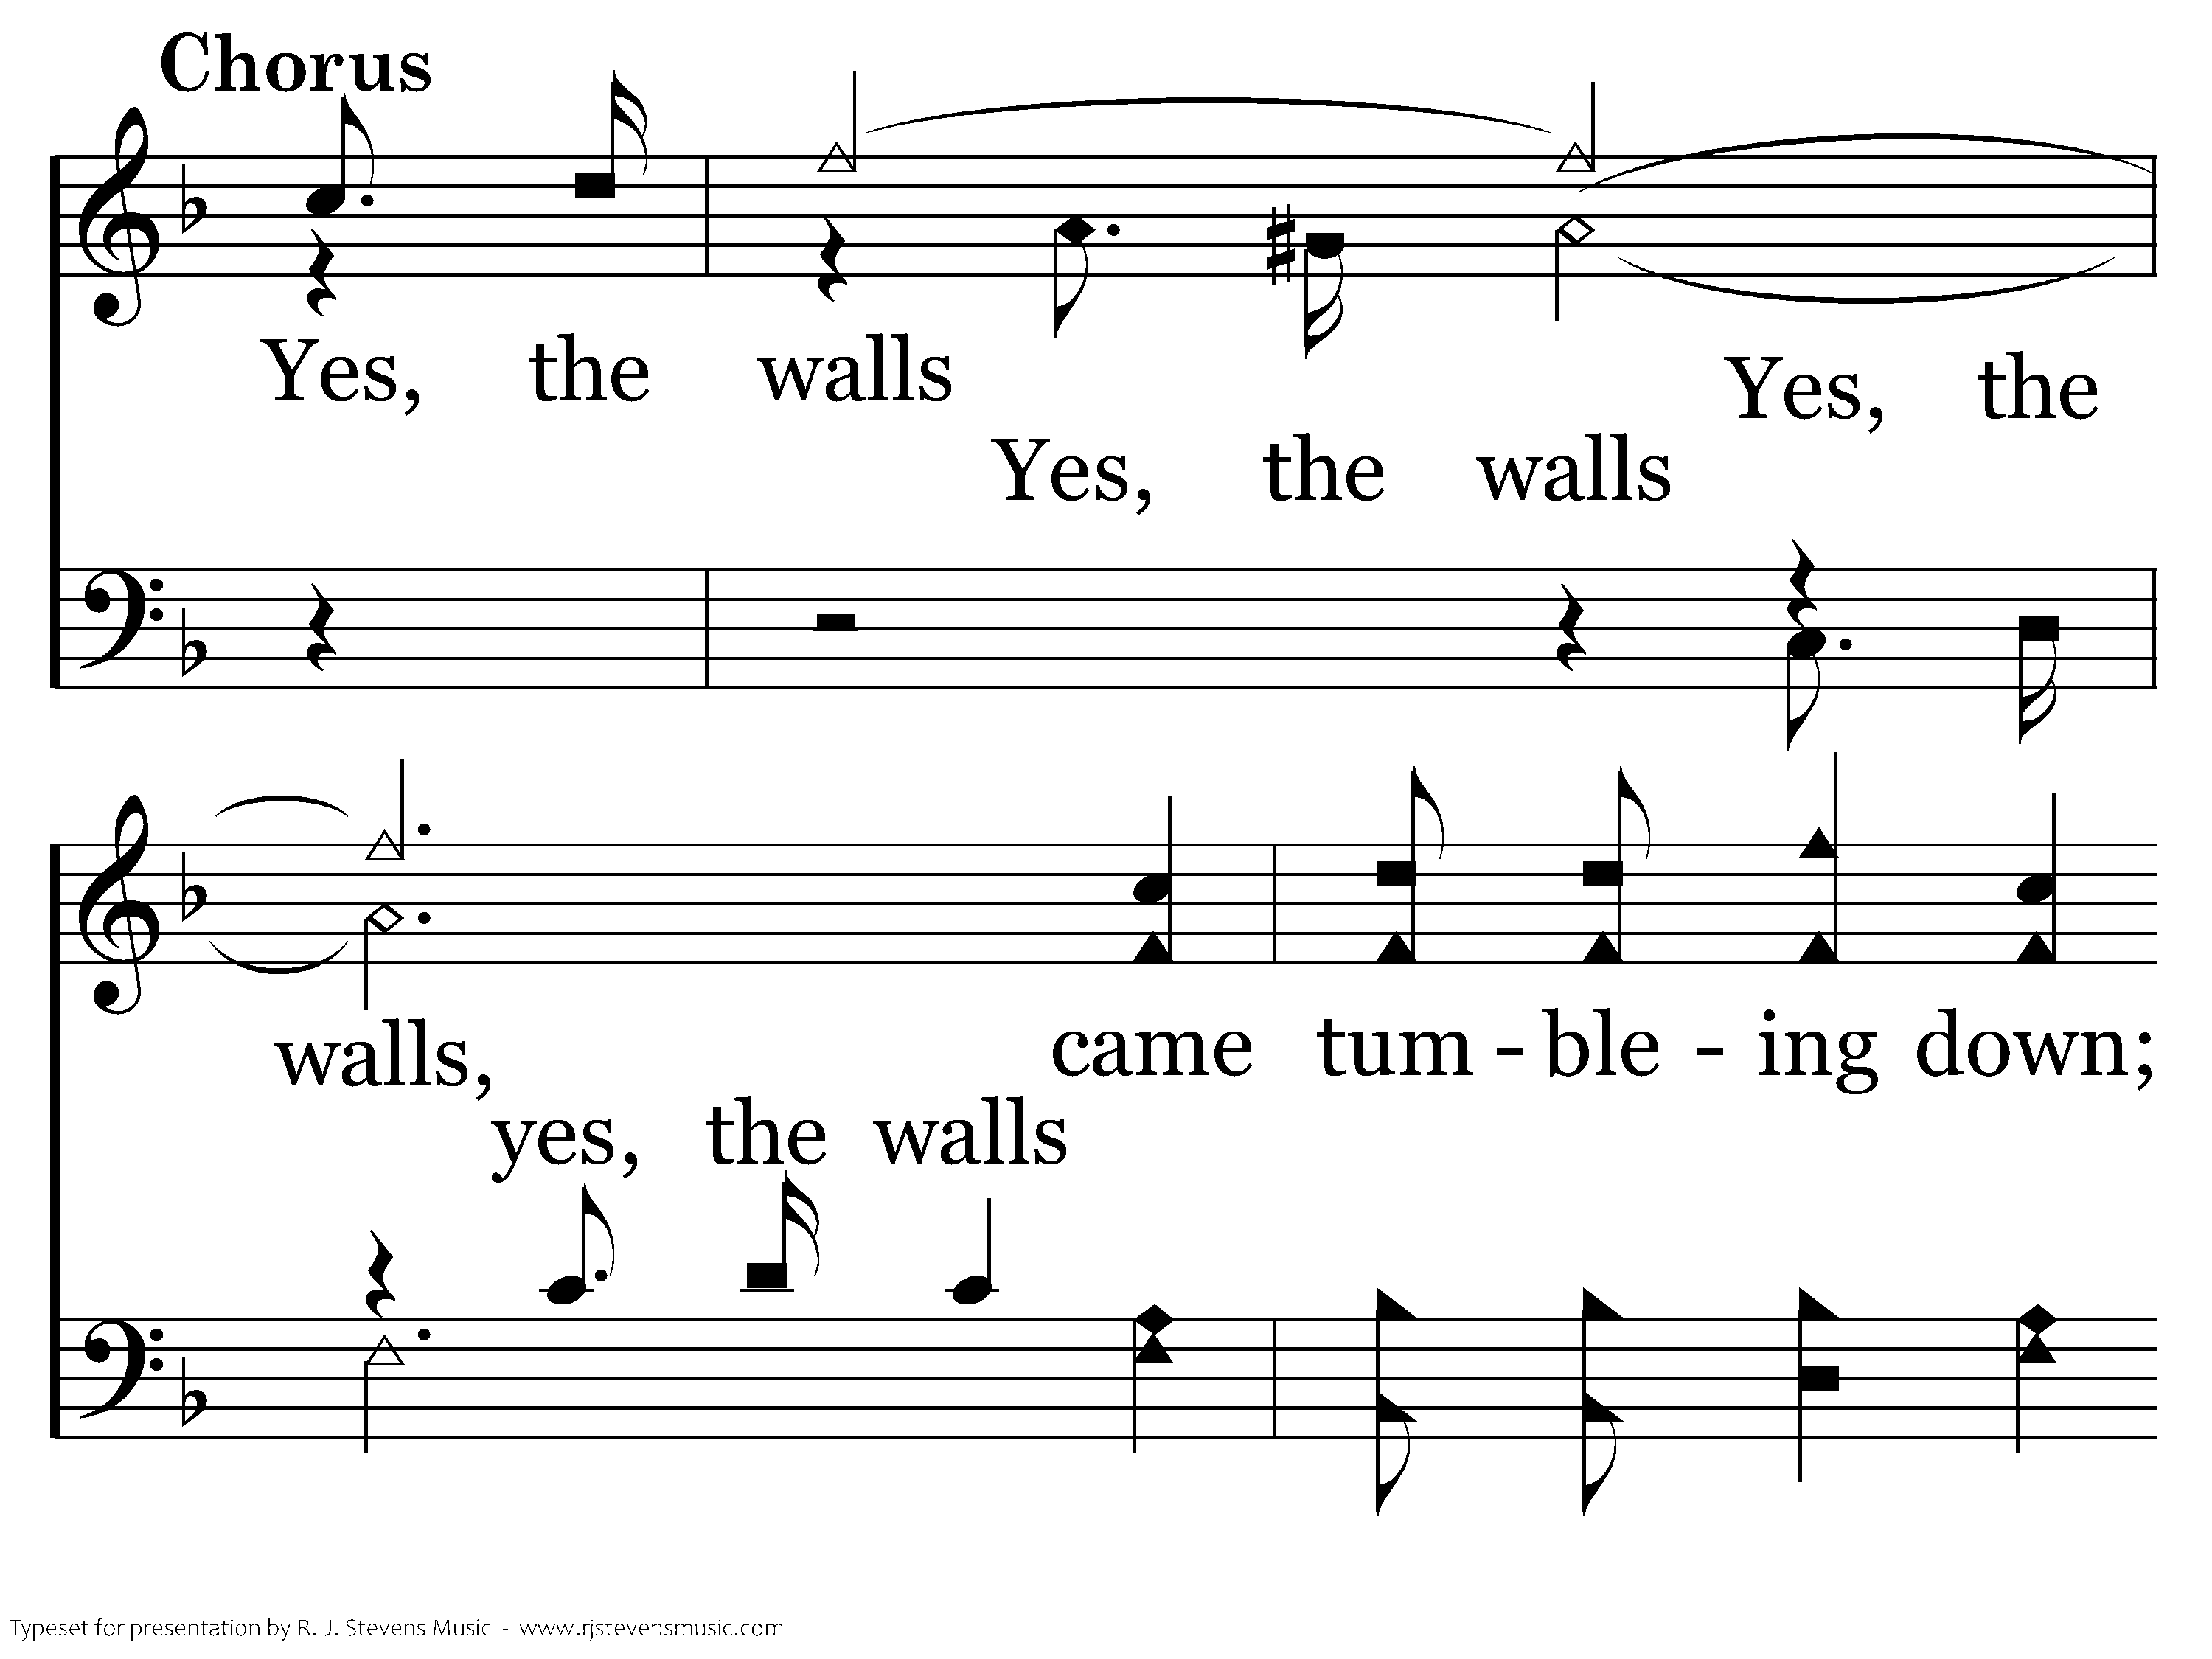 Chorus
Yes, the walls Yes, the
Yes, the walls
walls, came tum - ble - ing down;
yes, the walls
Typeset for presentation by R. J. Stevens Music - www.rjstevensmusic.com